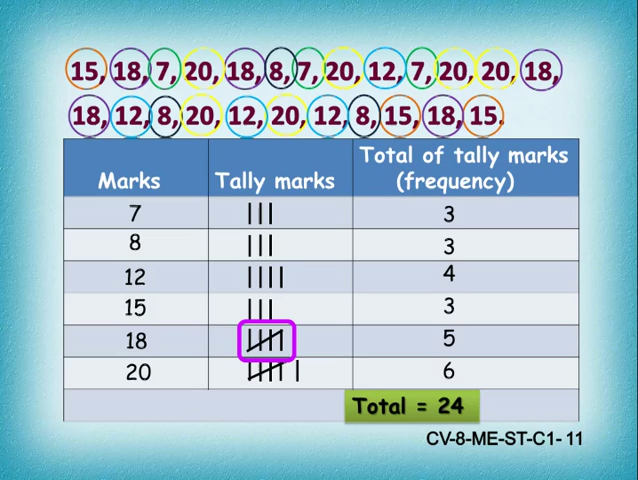 15, 18, 7, 20, 18, 8, 7, 20, 12, 7, 20, 20, 18,
18, 12, 8, 20, 12, 20, 12, 8, 15, 18, 15.
Marks Tally marks Total of tally marks (frequency)
7 ||| 3
8 ||| 3
12 |||| 4
15 ||| 3
18 |||| 5
20 |||| | 6
Total = 24
CV-8-ME-ST-C1- 11